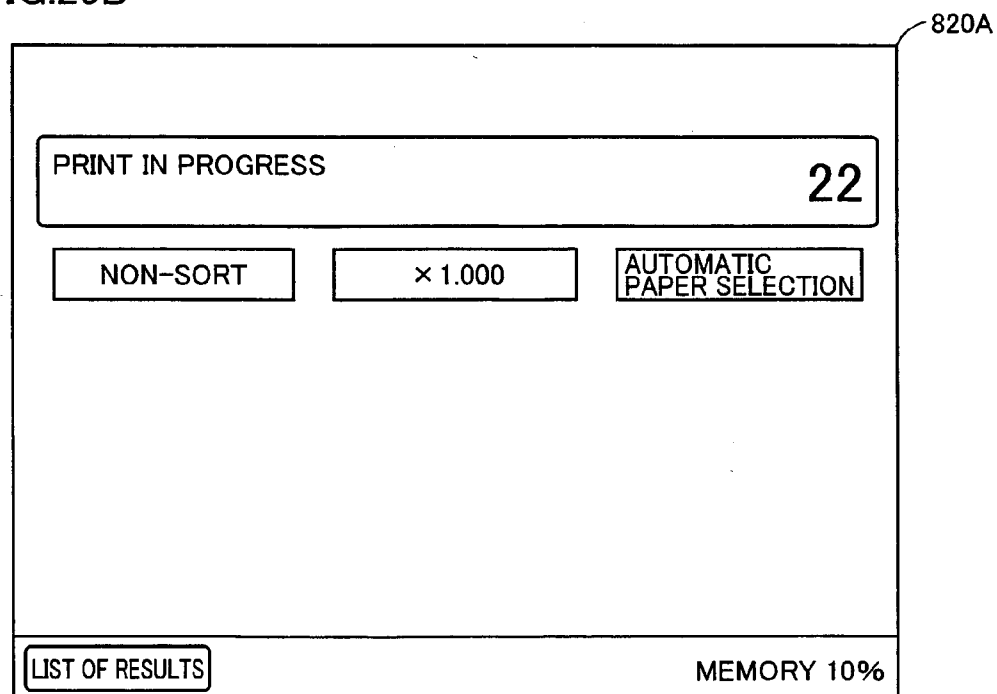 820A
PRINT IN PROGRESS
22
NON-SORT
×1.000
AUTOMATIC
PAPER SELECTION
LIST OF RESULTS
MEMORY 10%